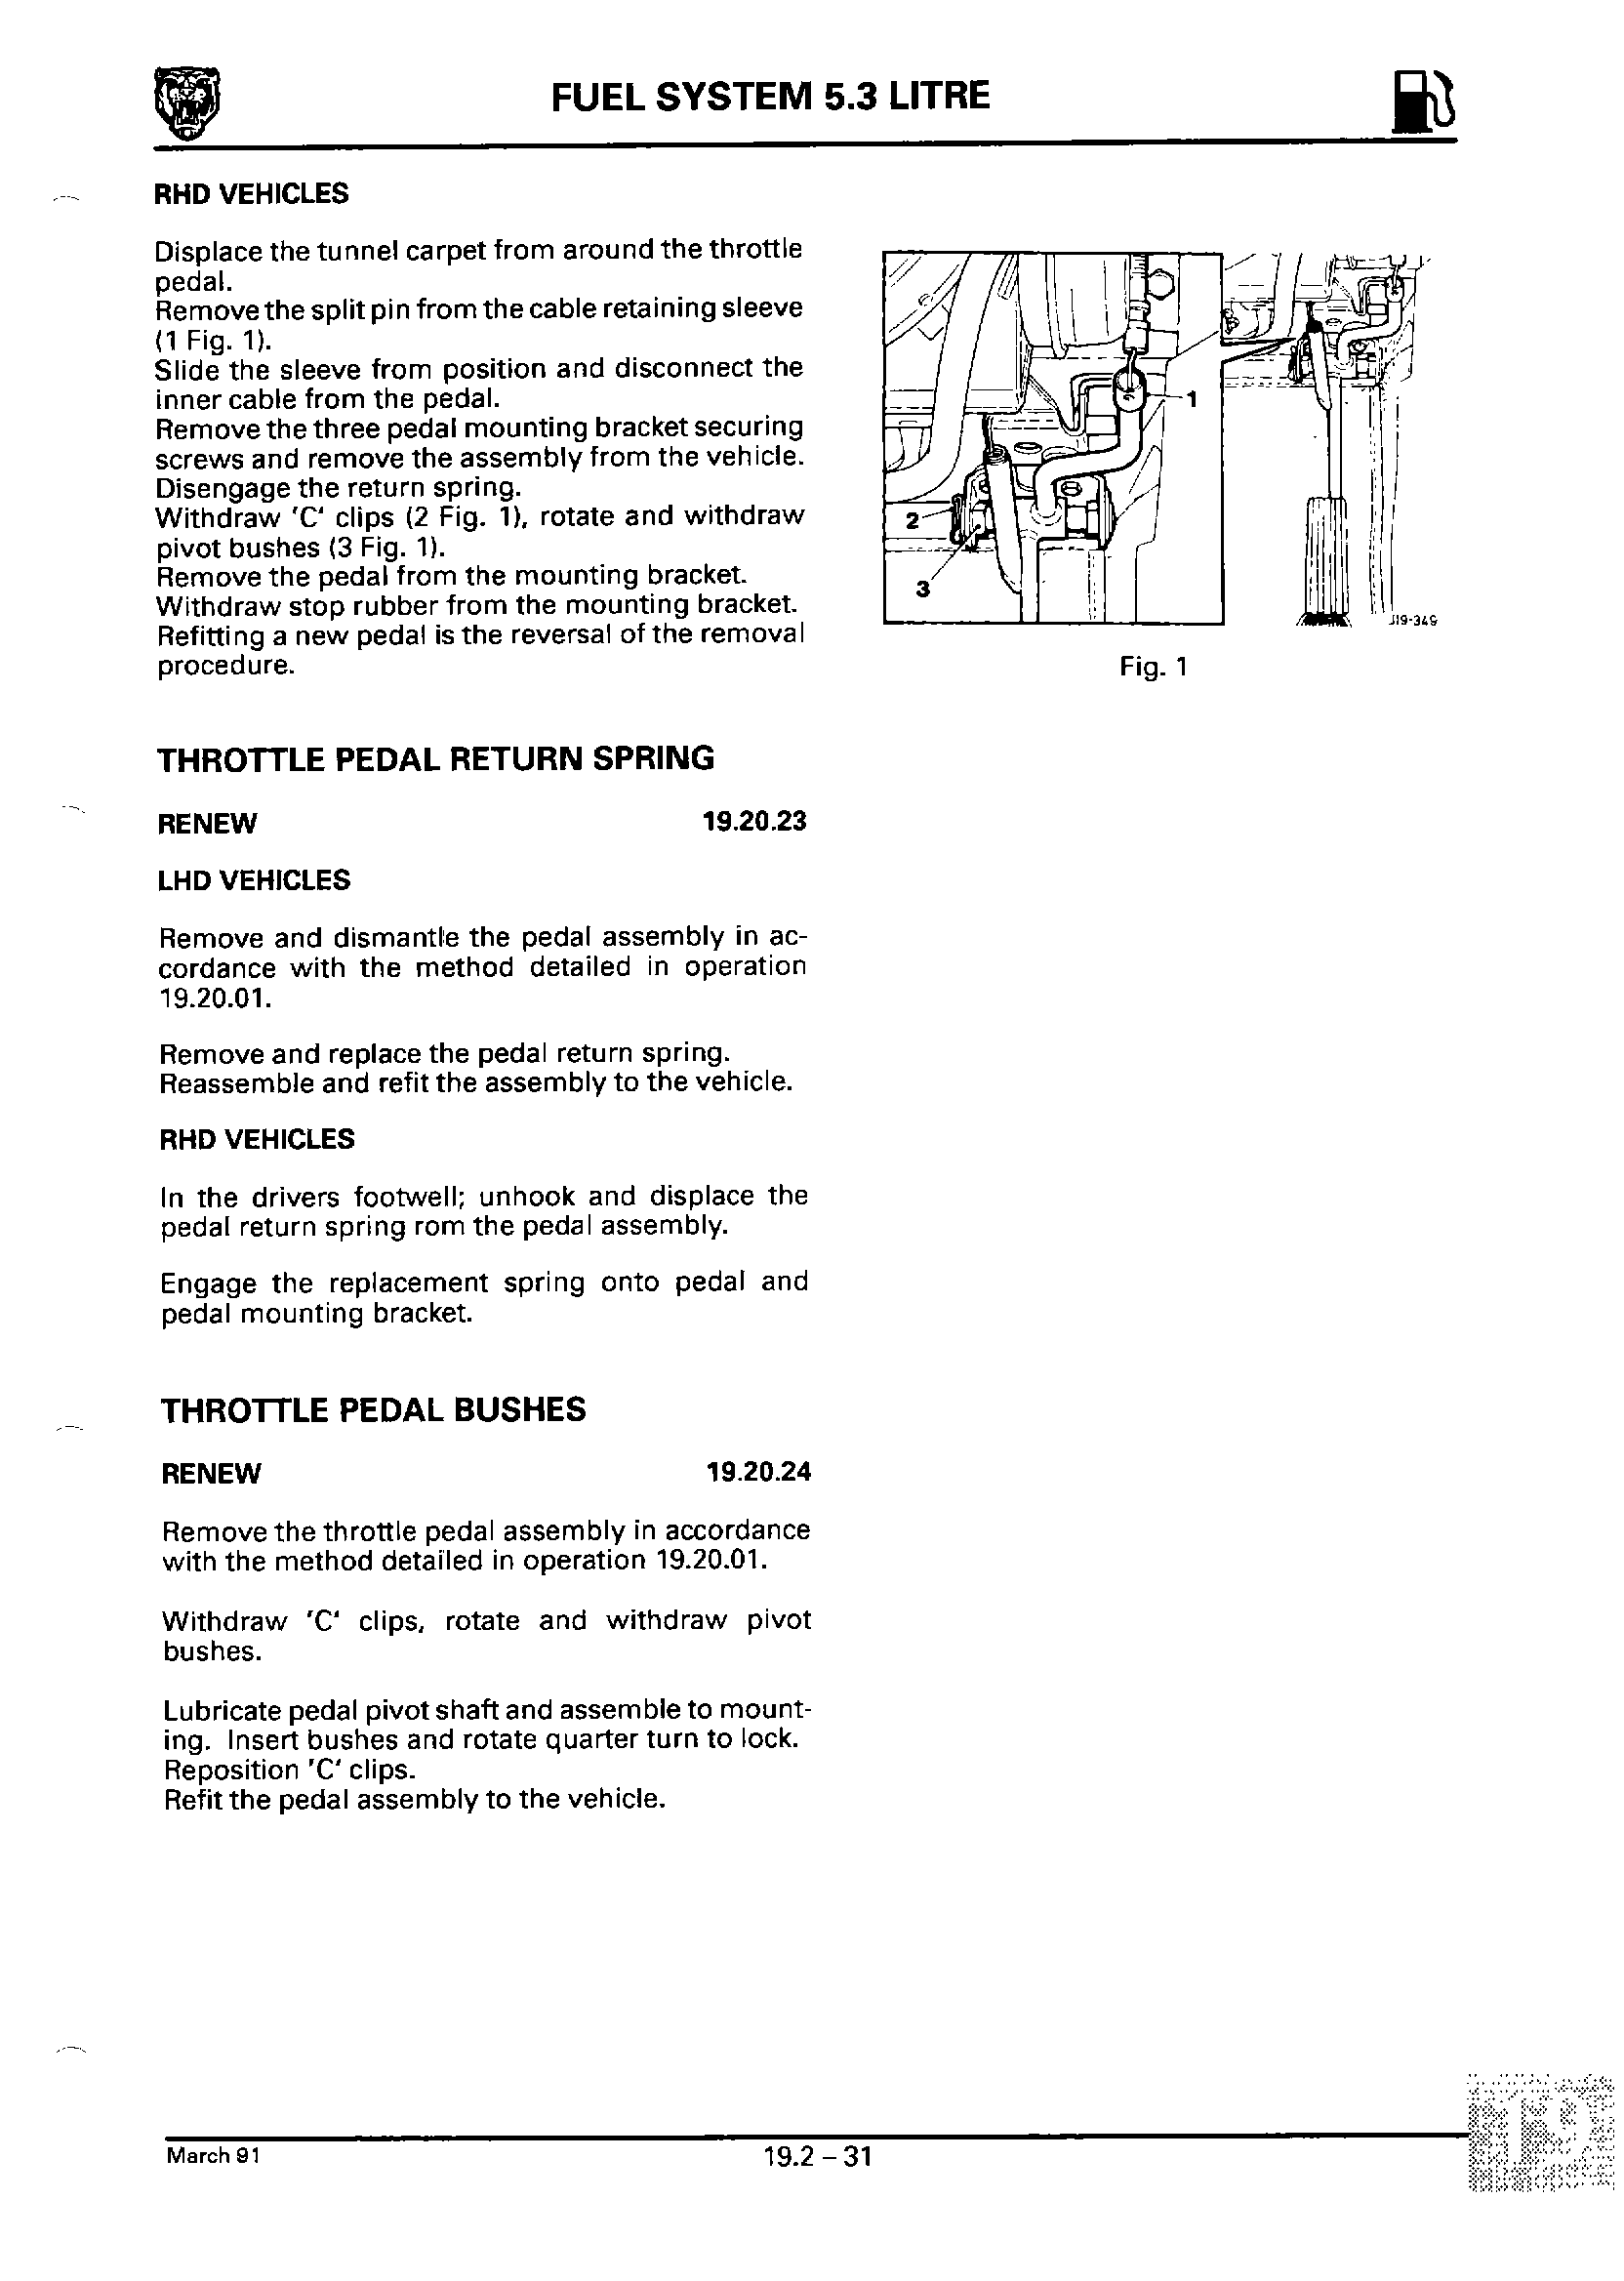 FUEL SYSTEM 5.3 LITRE
RHD VEHICLES
Displace the tunnel carpet from around the throttle
pedal.
Remove the split pin from the cable retaining sleeve
(1 Fig. 1).
Slide the sleeve from position and disconnect the
inner cable from the pedal.
Remove the three pedal mounting bracket securing
screws and remove the assembly from the vehicle.
Disengage the return spring.
Withdraw 'C' clips (2 Fig. 1), rotate and withdraw
pivot bushes (3 Fig. 1).
Remove the pedal from the mounting bracket.
Withdraw stop rubber from the mounting bracket.
Refitting a new pedal is the reversal of the removal
procedure.
1
2
3
J19-349
Fig. 1
THROTTLE PEDAL RETURN SPRING
RENEW 19.20.23
LHD VEHICLES
Remove and dismantle the pedal assembly in ac-
cordance with the method detailed in operation
19.20.01.
Remove and replace the pedal return spring.
Reassemble and refit the assembly to the vehicle.
RHD VEHICLES
In the drivers footwell; unhook and displace the
pedal return spring rom the pedal assembly.
Engage the replacement spring onto pedal and
pedal mounting bracket.
THROTTLE PEDAL BUSHES
RENEW 19.20.24
Remove the throttle pedal assembly in accordance
with the method detailed in operation 19.20.01.
Withdraw 'C' clips, rotate and withdraw pivot
bushes.
Lubricate pedal pivot shaft and assemble to mount-
ing. Insert bushes and rotate quarter turn to lock.
Reposition 'C' clips.
Refit the pedal assembly to the vehicle.
March 91
19.2 – 31
19